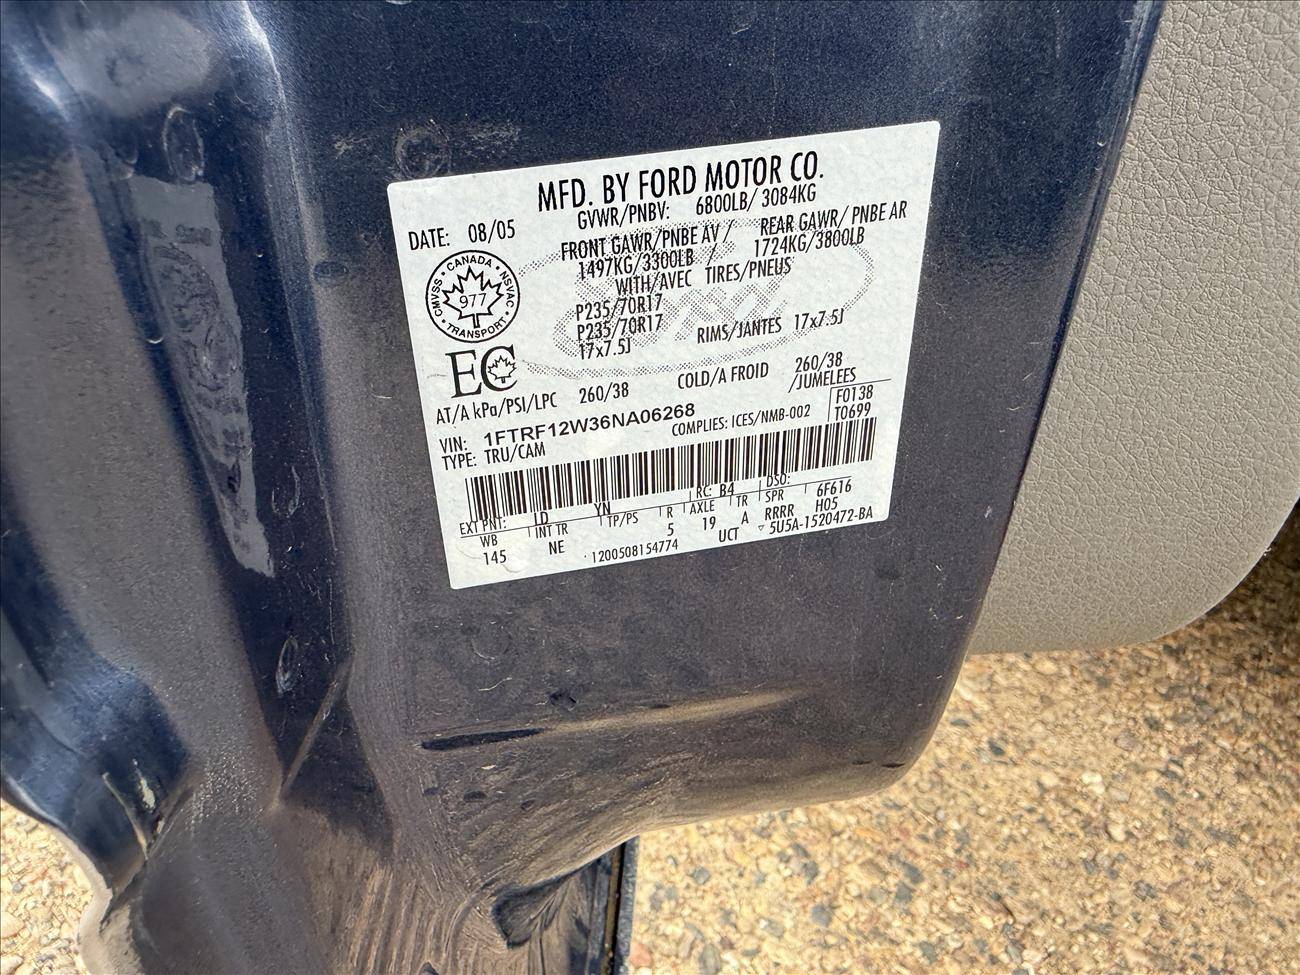 MFD. BY FORD MOTOR CO.
DATE: 08/05 GVWR/PNBV: 6800LB/ 3084KG
FRONT GAWR/PNBE AV / REAR GAWR/ PNBE AR
1497KG/3300LB / 1724KG/3800LB
WITH/AVEC TIRES/PNEUS
P235/70R17
P235/70R17
17x7.5J RIMS/JANTES 17x7.5J
CANADA
CMVSS NSVAC
977
TRANSPORT
EC
AT/A kPa/PSI/LPC 260/38 COLD/A FROID 260/38
/JUMELEES
VIN: 1FTRF12W36NA06268 COMPLIES: ICES/NMB-002 F0138
TYPE: TRU/CAM T0699
EXT PNT: LD YN RC: B4 DSO: 6F616
WB INT TR TP/PS R AXLE TR SPR H05
145 NE 5 19 A RRRR
1200508154774 UCT ▽ 5U5A-1520472-BA